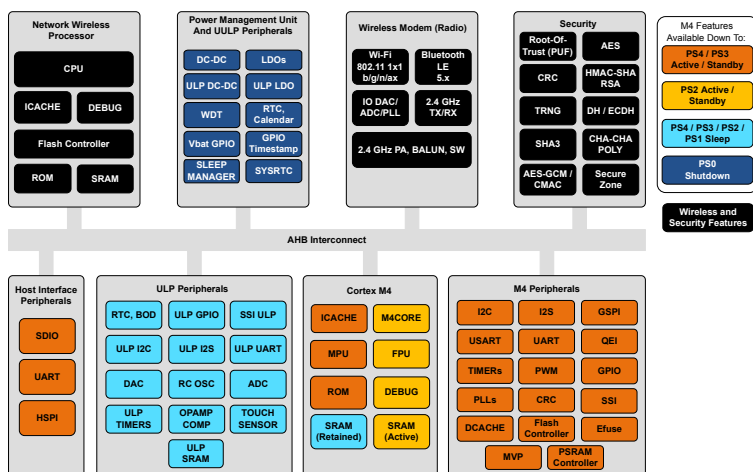 Network Wireless
Processor
CPU
ICACHE
DEBUG
Flash Controller
ROM
SRAM
Power Management Unit
And UULP Peripherals
DC-DC
LDOs
ULP DC-DC
ULP LDO
WDT
RTC,
Calendar
Vbat GPIO
GPIO
Timestamp
SLEEP
MANAGER
SYSRTC
Wireless Modem (Radio)
Wi-Fi
802.11 1x1
b/g/n/ax
Bluetooth
LE
5.x
IO DAC/
ADC/PLL
2.4 GHz
TX/RX
2.4 GHz PA, BALUN, SW
Security
Root-Of-
Trust (PUF)
AES
CRC
HMAC-SHA
RSA
TRNG
DH / ECDH
SHA3
CHA-CHA
POLY
AES-GCM /
CMAC
Secure
Zone
M4 Features
Available Down To:
PS4 / PS3
Active / Standby
PS2 Active /
Standby
PS4 / PS3 / PS2 /
PS1 Sleep
PS0
Shutdown
Wireless and
Security Features
AHB Interconnect
Host Interface
Peripherals
SDIO
UART
HSPI
ULP Peripherals
RTC, BOD
ULP GPIO
SSI ULP
ULP I2C
ULP I2S
ULP UART
DAC
RC OSC
ADC
ULP
TIMERS
OPAMP
COMP
TOUCH
SENSOR
ULP
SRAM
Cortex M4
ICACHE
M4CORE
MPU
FPU
ROM
DEBUG
SRAM
(Retained)
SRAM
(Active)
M4 Peripherals
I2C
I2S
GSPI
USART
UART
QEI
TIMERs
PWM
GPIO
PLLs
CRC
SSI
DCACHE
Flash
Controller
Efuse
MVP
PSRAM
Controller